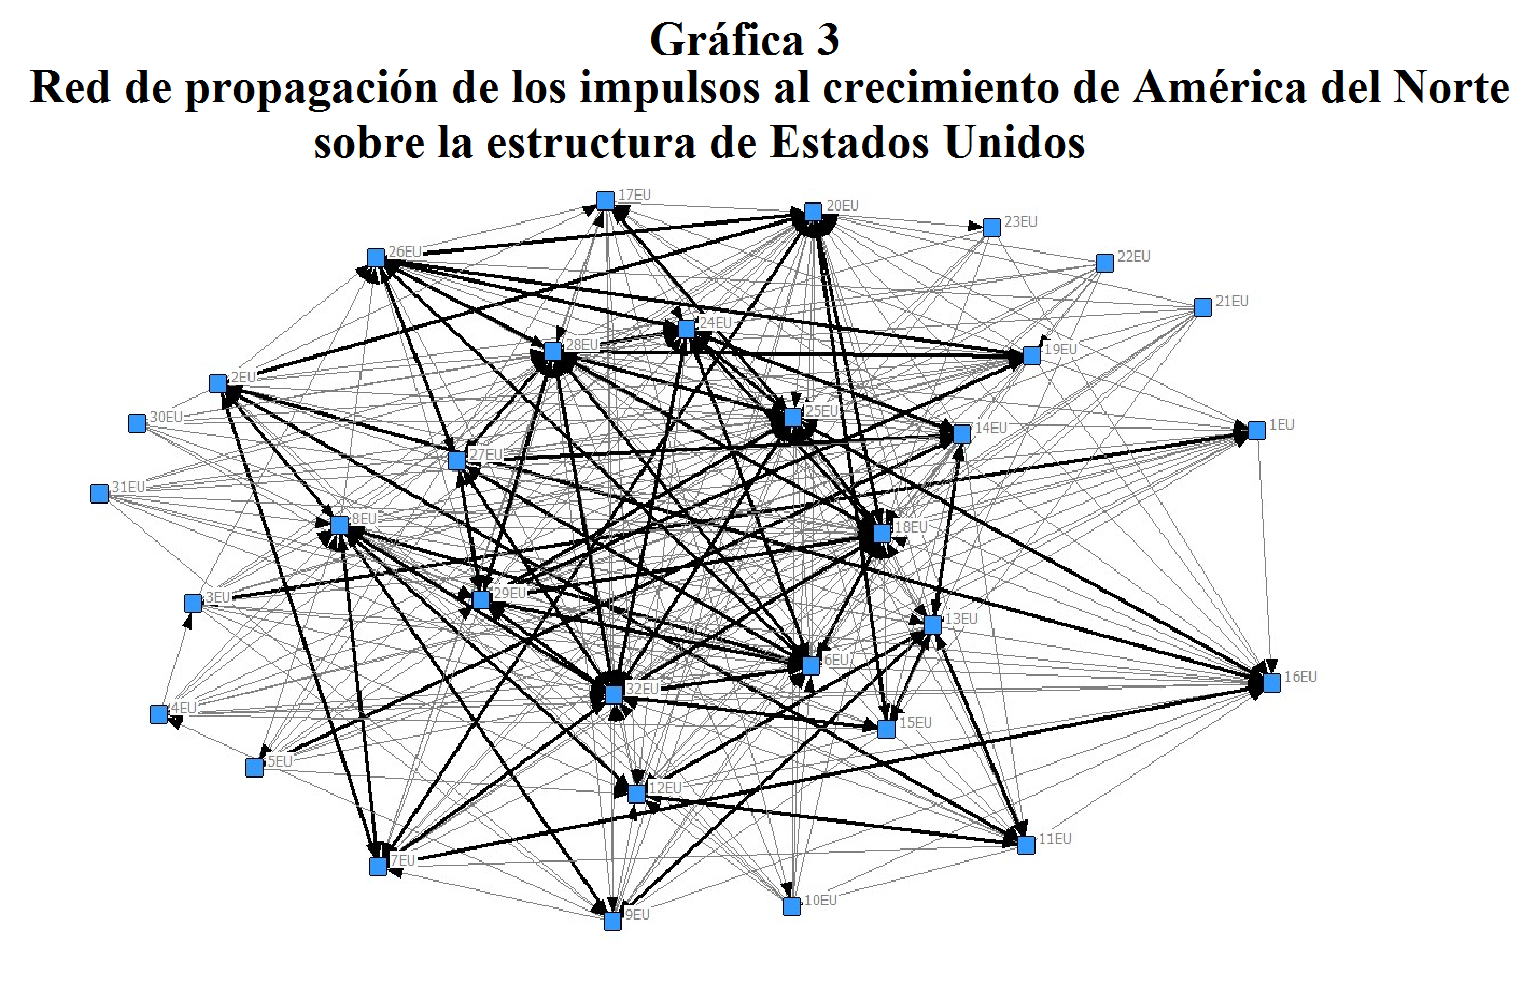 Gráfica 3
Red de propagación de los impulsos al crecimiento de América del Norte
sobre la estructura de Estados Unidos
17EU
20EU
23EU
26EU
22EU
21EU
24EU
28EU
19EU
2EU
25EU
30EU
1EU
14EU
27EU
31EU
8EU
18EU
29EU
3EU
13EU
6EU
16EU
32EU
4EU
15EU
5EU
12EU
11EU
7EU
10EU
9EU